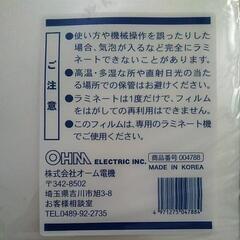 ご注意
●使い方や機械操作を誤ったりした
場合、気泡が入るなど完全にラミ
ネートできないことがあります。
●高温・多湿な所や直射日光の当た
る場所での保管はお避けください。
●ラミネートは1度だけで、フィルム
をはがしての再利用はできません。
●このフィルムは、専用のラミネート機
でご使用ください。
OHM ELECTRIC INC.
株式会社オーム電機
〒342-8502
埼玉県吉川市旭3-8
お客様相談室
TEL.0489-92-2735
商品番号 004788
MADE IN KOREA
4 971275 047884